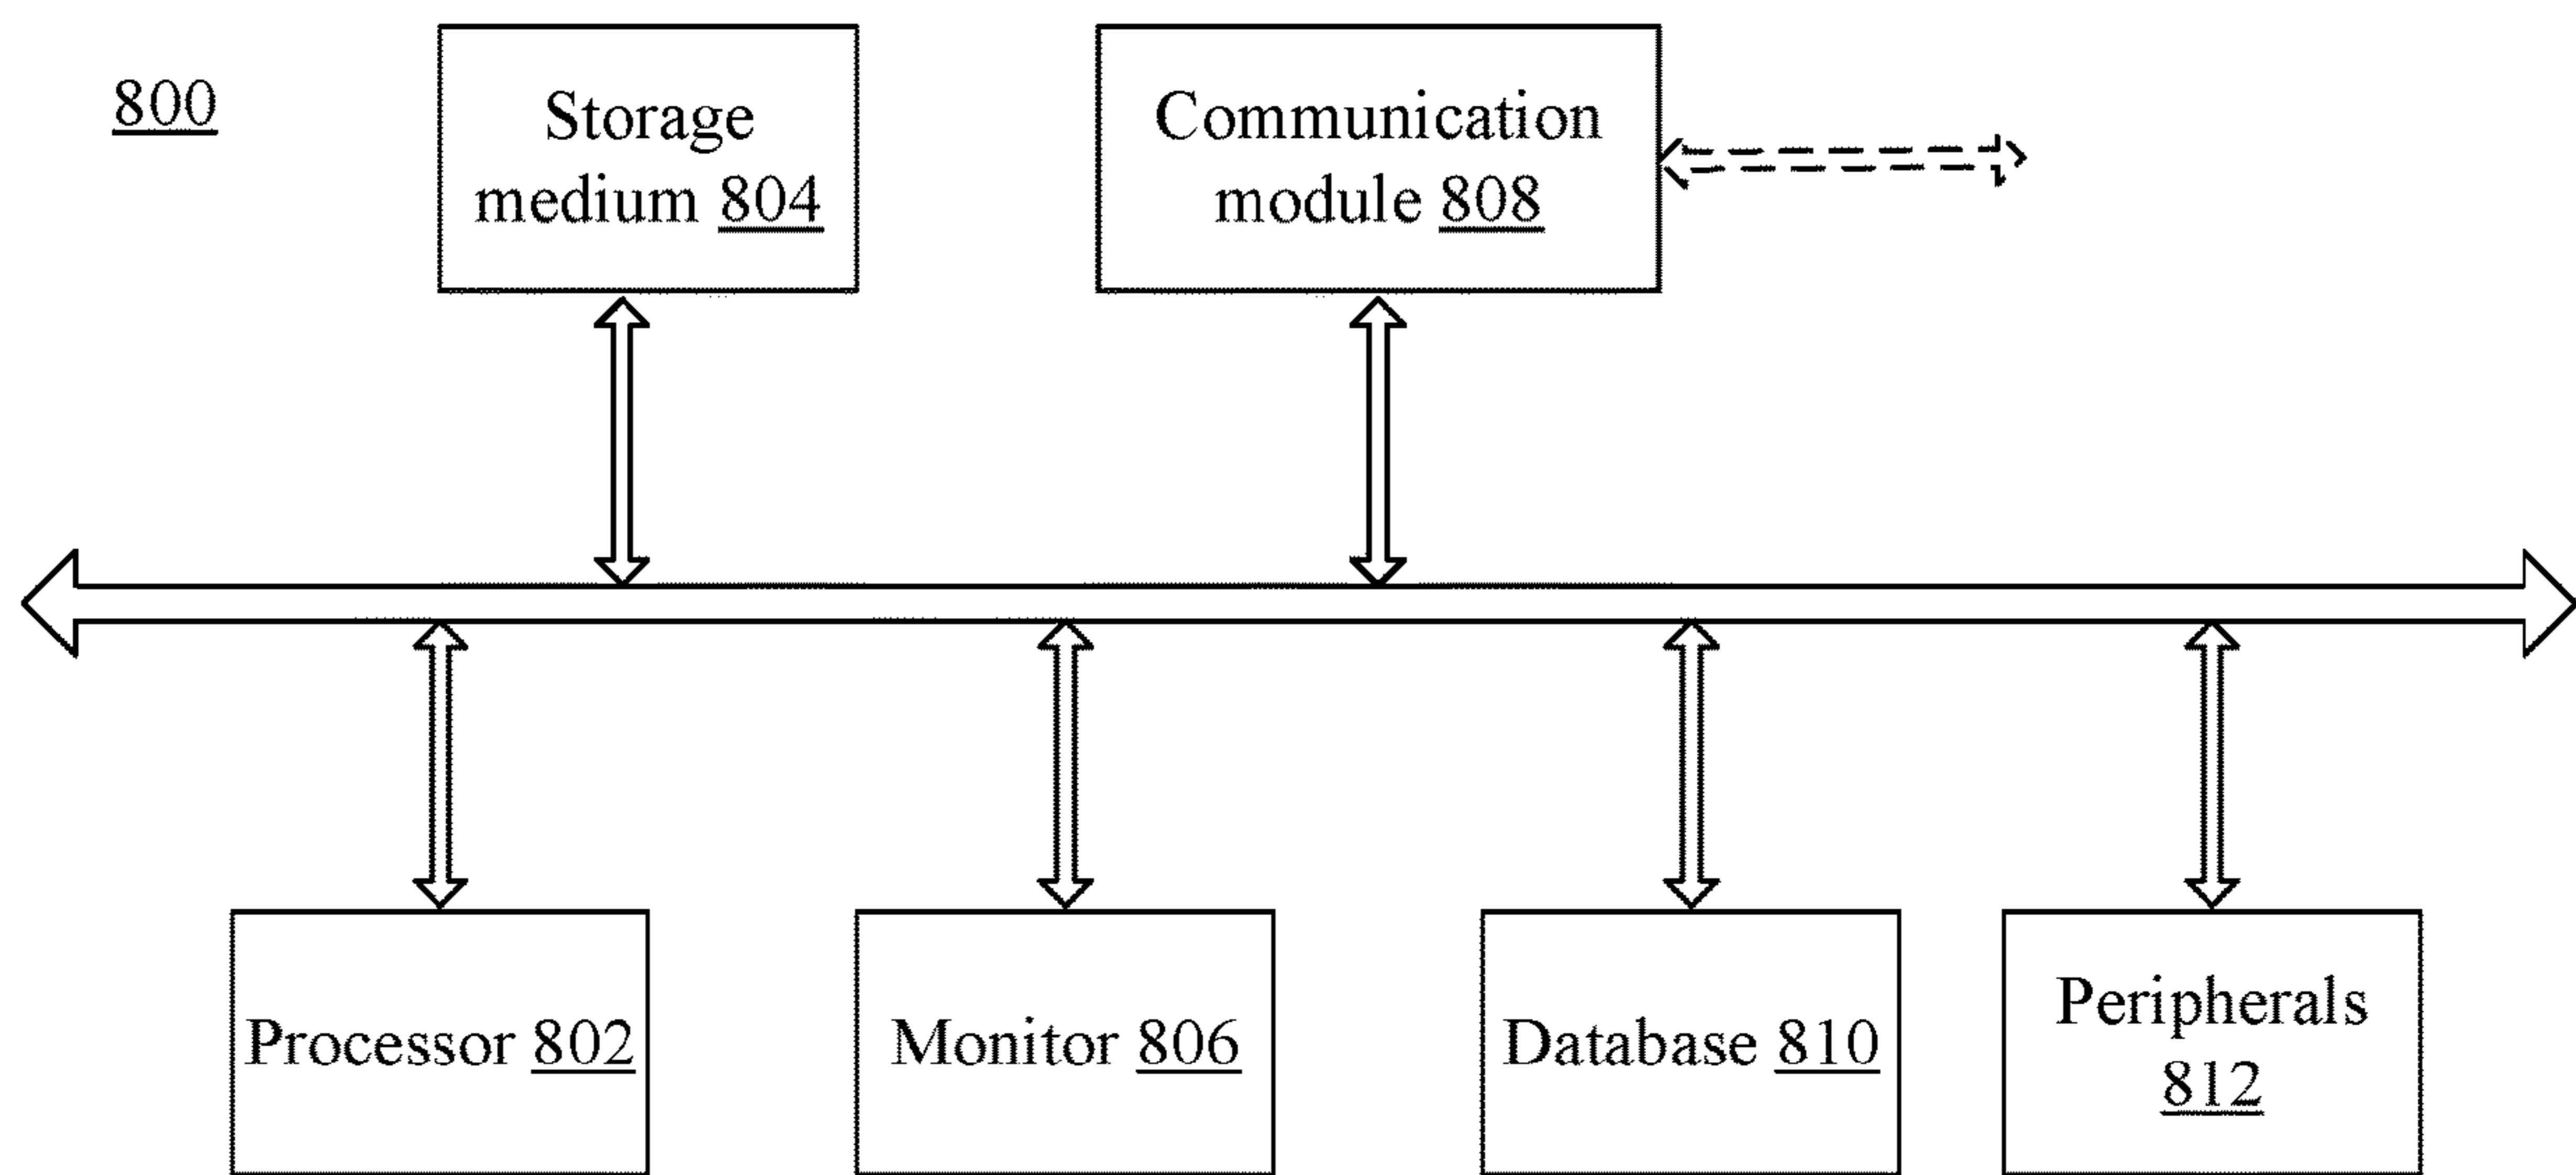 800
Storage
medium 804
Communication
module 808
Processor 802
Monitor 806
Database 810
Peripherals
812